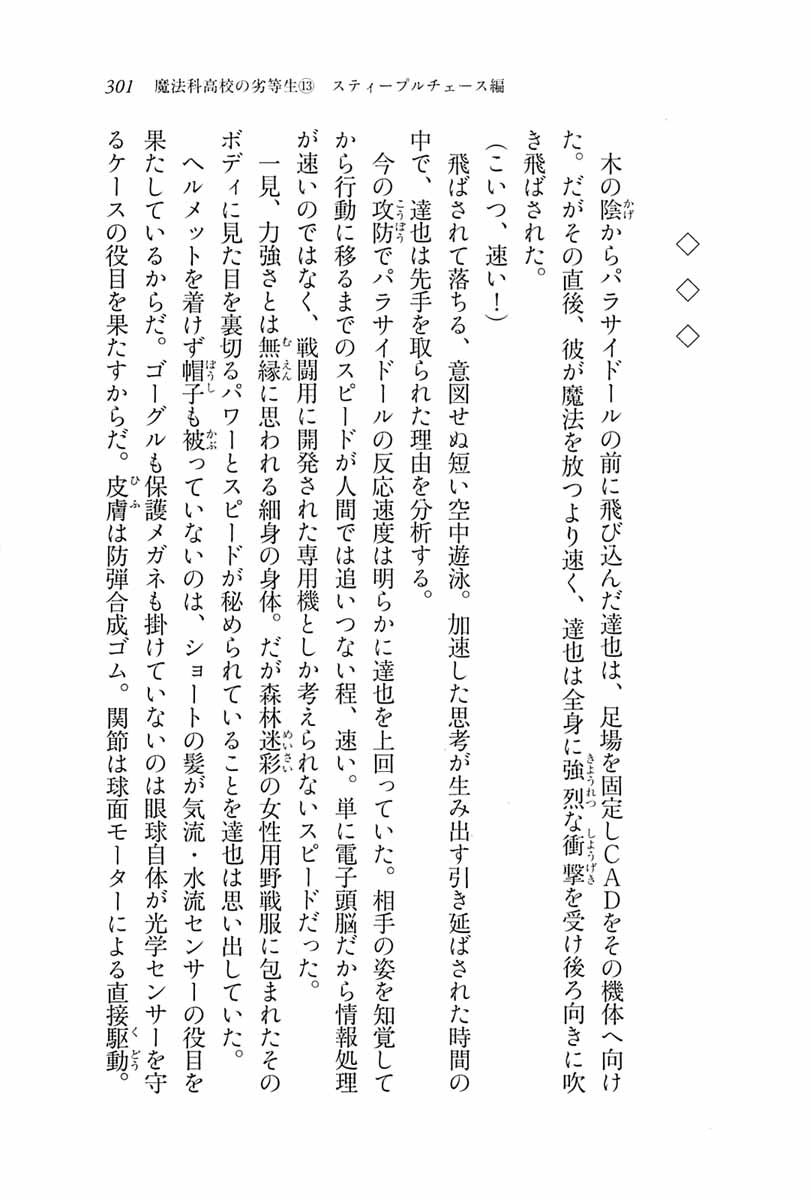 301 魔法科高校の劣等生⑬ スティープルチェース編
◇ ◇ ◇
　木の陰からパラサイドールの前に飛び込んだ達也は、足場を固定しCADをその機体へ向け
た。だがその直後、彼が魔法を放つより速く、達也は全身に強烈な衝撃を受け後ろ向きに吹
き飛ばされた。
（こいつ、速い！）
　飛ばされて落ちる、意図せぬ短い空中遊泳。加速した思考が生み出す引き延ばされた時間の
中で、達也は先手を取られた理由を分析する。
　今の攻防でパラサイドールの反応速度は明らかに達也を上回っていた。相手の姿を知覚して
から行動に移るまでのスピードが人間では追いつない程、速い。単に電子頭脳だから情報処理
が速いのではなく、戦闘用に開発された専用機としか考えられないスピードだった。
　一見、力強さとは無縁に思われる細身の身体。だが森林迷彩の女性用野戦服に包まれたその
ボディに見た目を裏切るパワーとスピードが秘められていることを達也は思い出していた。
　ヘルメットを着けず帽子も被っていないのは、ショートの髪が気流・水流センサーの役目を
果たしているからだ。ゴーグルも保護メガネも掛けていないのは眼球自体が光学センサーを守
るケースの役目を果たすからだ。皮膚は防弾合成ゴム。関節は球面モーターによる直接駆動。